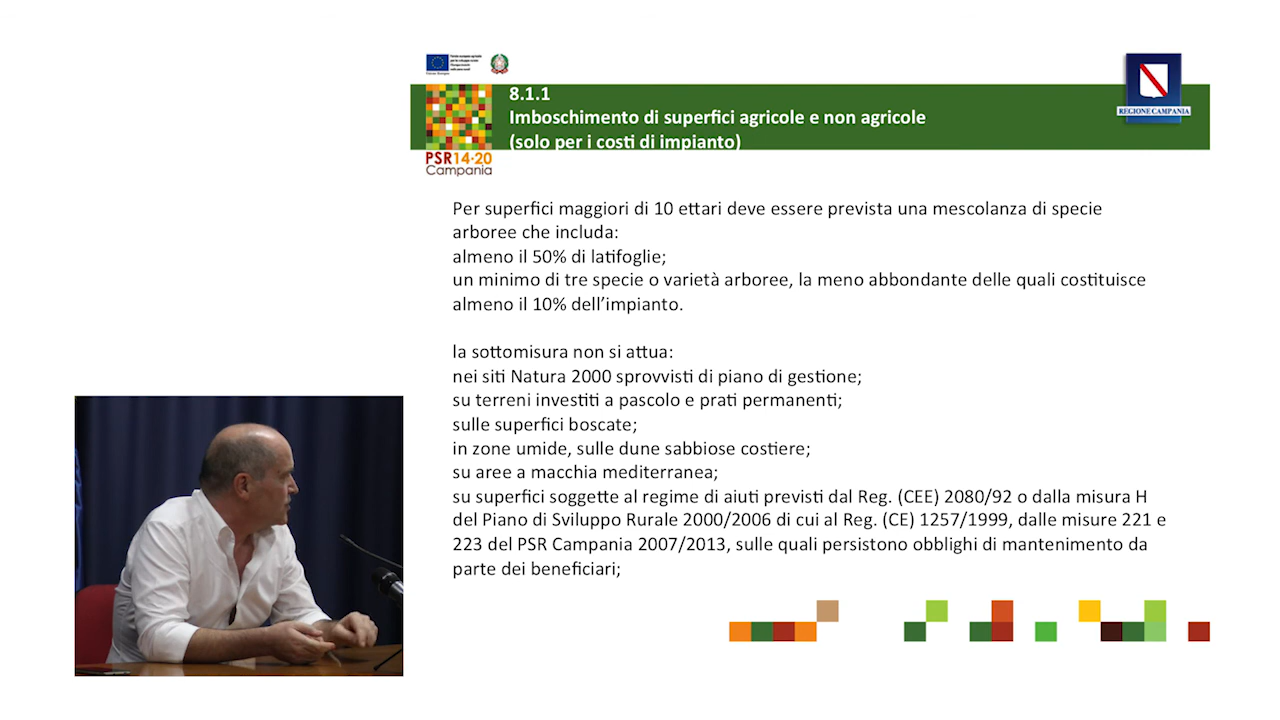 8.1.1
Imboschimento di superfici agricole e non agricole
(solo per i costi di impianto)
REGIONE CAMPANIA
PSR14·20
Campania
Per superfici maggiori di 10 ettari deve essere prevista una mescolanza di specie
arboree che includa:
almeno il 50% di latifoglie;
un minimo di tre specie o varietà arboree, la meno abbondante delle quali costituisce
almeno il 10% dell’impianto.
la sottomisura non si attua:
nei siti Natura 2000 sprovvisti di piano di gestione;
su terreni investiti a pascolo e prati permanenti;
sulle superfici boscate;
in zone umide, sulle dune sabbiose costiere;
su aree a macchia mediterranea;
su superfici soggette al regime di aiuti previsti dal Reg. (CEE) 2080/92 o dalla misura H
del Piano di Sviluppo Rurale 2000/2006 di cui al Reg. (CE) 1257/1999, dalle misure 221 e
223 del PSR Campania 2007/2013, sulle quali persistono obblighi di mantenimento da
parte dei beneficiari;